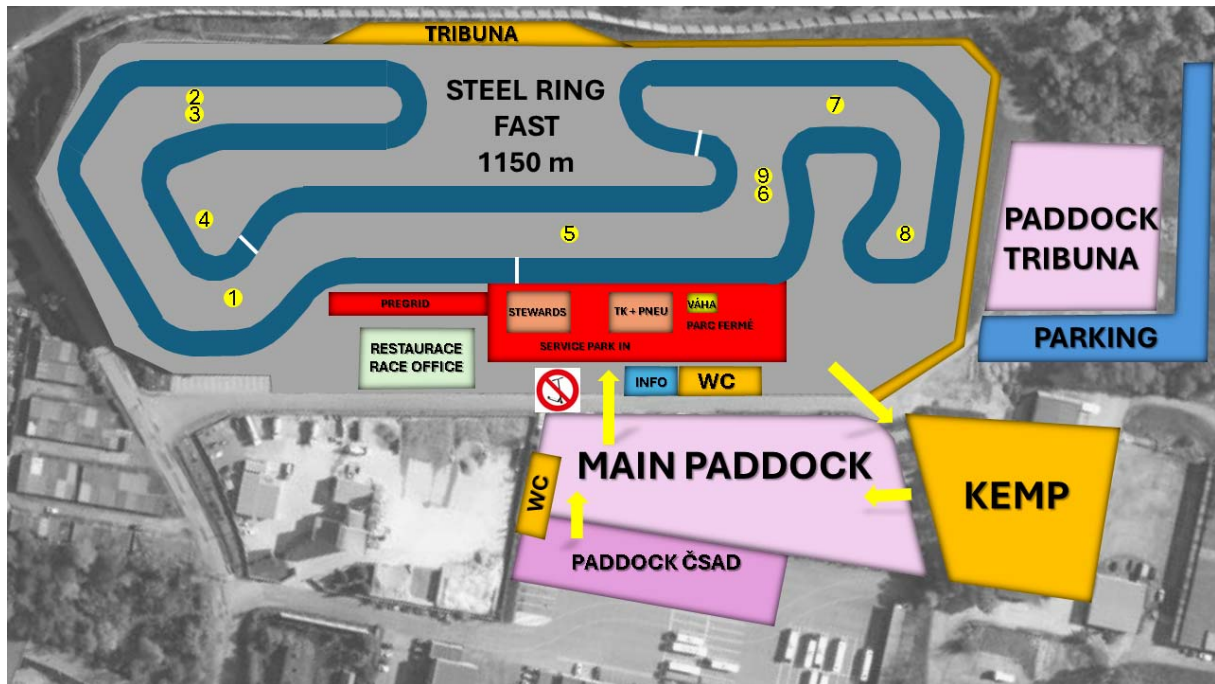 TRIBUNA
STEEL RING
FAST
1150 m
2
3
7
9
6
4
5
8
1
PADDOCK
TRIBUNA
PARKING
PREGRID
STEWARDS
TK + PNEU
VÁHA
PARC FERMÉ
SERVICE PARK IN
RESTAURACE
RACE OFFICE
INFO
WC
MAIN PADDOCK
WC
KEMP
PADDOCK ČSAD